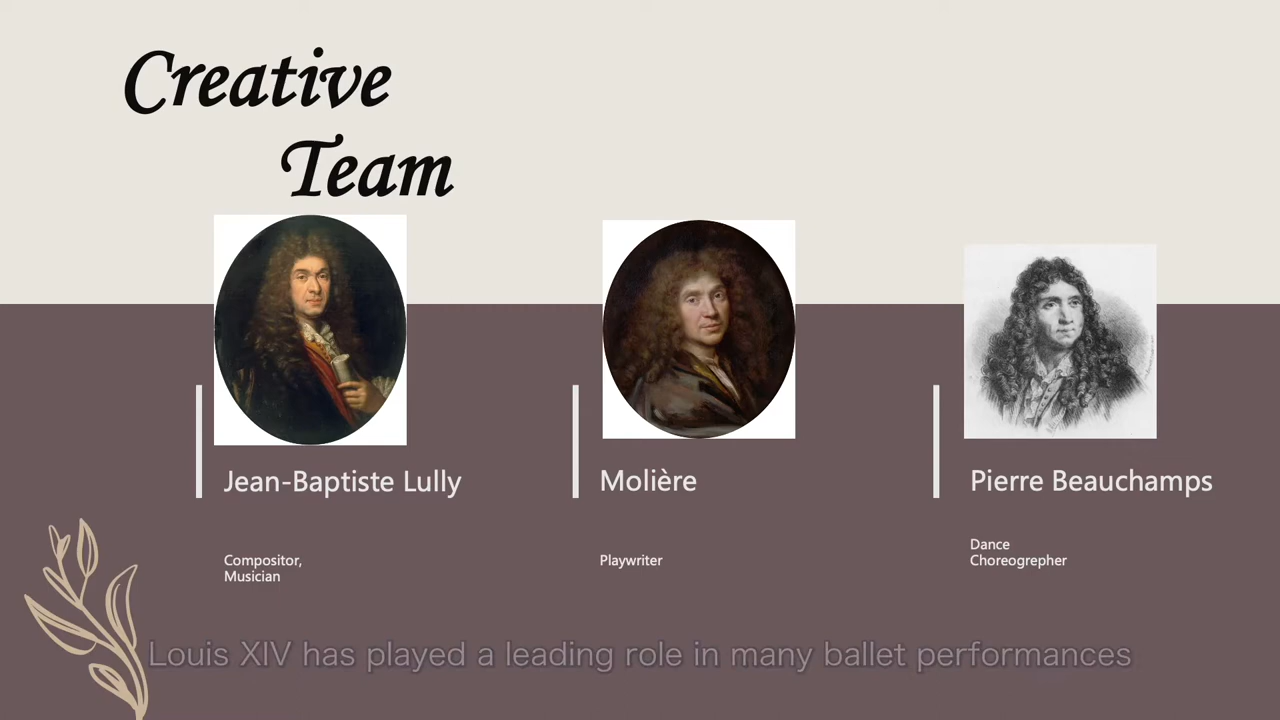 Creative
Team
Jean-Baptiste Lully
Molière
Pierre Beauchamps
Compositor,
Musician
Playwriter
Dance
Choreogrepher
Louis XIV has played a leading role in many ballet performances